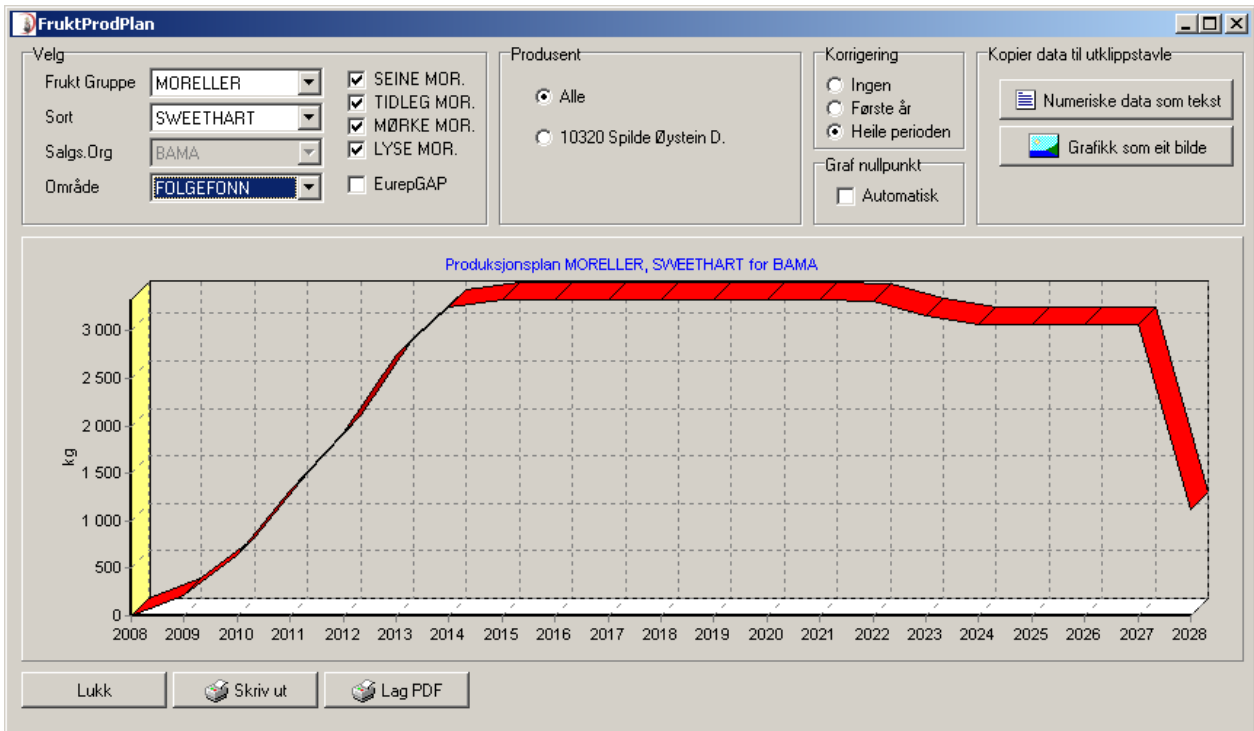 FruktProdPlan
Velg
Frukt Gruppe MORELLER
Sort SWEETHART
Salgs.Org BAMA
Område FOLGEFONN
SEINE MOR.
TIDLEG MOR.
MØRKE MOR.
LYSE MOR.
EurepGAP
Produsent
Alle
10320 Spilde Øystein D.
Korrigering
Ingen
Første år
Heile perioden
Graf nullpunkt
Automatisk
Kopier data til utklippstavle
Numeriske data som tekst
Grafikk som eit bilde
Produksjonsplan MORELLER, SWEETHART for BAMA
kg
3 000
2 500
2 000
1 500
1 000
500
0
2008 2009 2010 2011 2012 2013 2014 2015 2016 2017 2018 2019 2020 2021 2022 2023 2024 2025 2026 2027 2028
Lukk Skriv ut Lag PDF